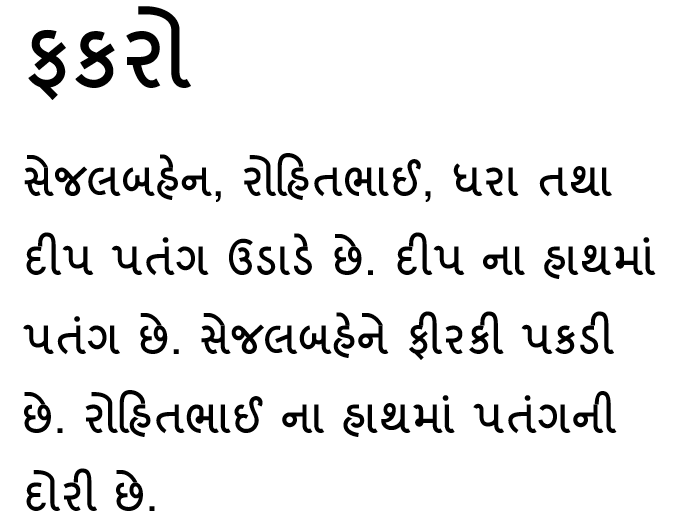 ફકરો
સેજલબહેન, રોહિતભાઈ, ધરા તથા
દીપ પતંગ ઉડાડે છે. દીપ ના હાથમાં
પતંગ છે. સેજલબહેને ફીરકી પકડી
છે. રોહિતભાઈ ના હાથમાં પતંગની
દોરી છે.